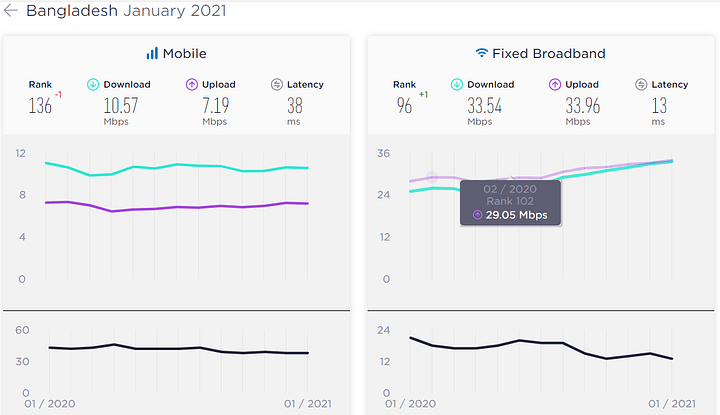 Bangladesh January 2021
Mobile
Rank Download Upload Latency
136 -1 10.57 7.19 38
Mbps Mbps ms
12
8
4
0
60
30
0
01 / 2020 01 / 2021
Fixed Broadband
Rank Download Upload Latency
96 +1 33.54 33.96 13
Mbps Mbps ms
36
24
12
0
02 / 2020
Rank 102
29.05 Mbps
24
12
0
01 / 2020 01 / 2021